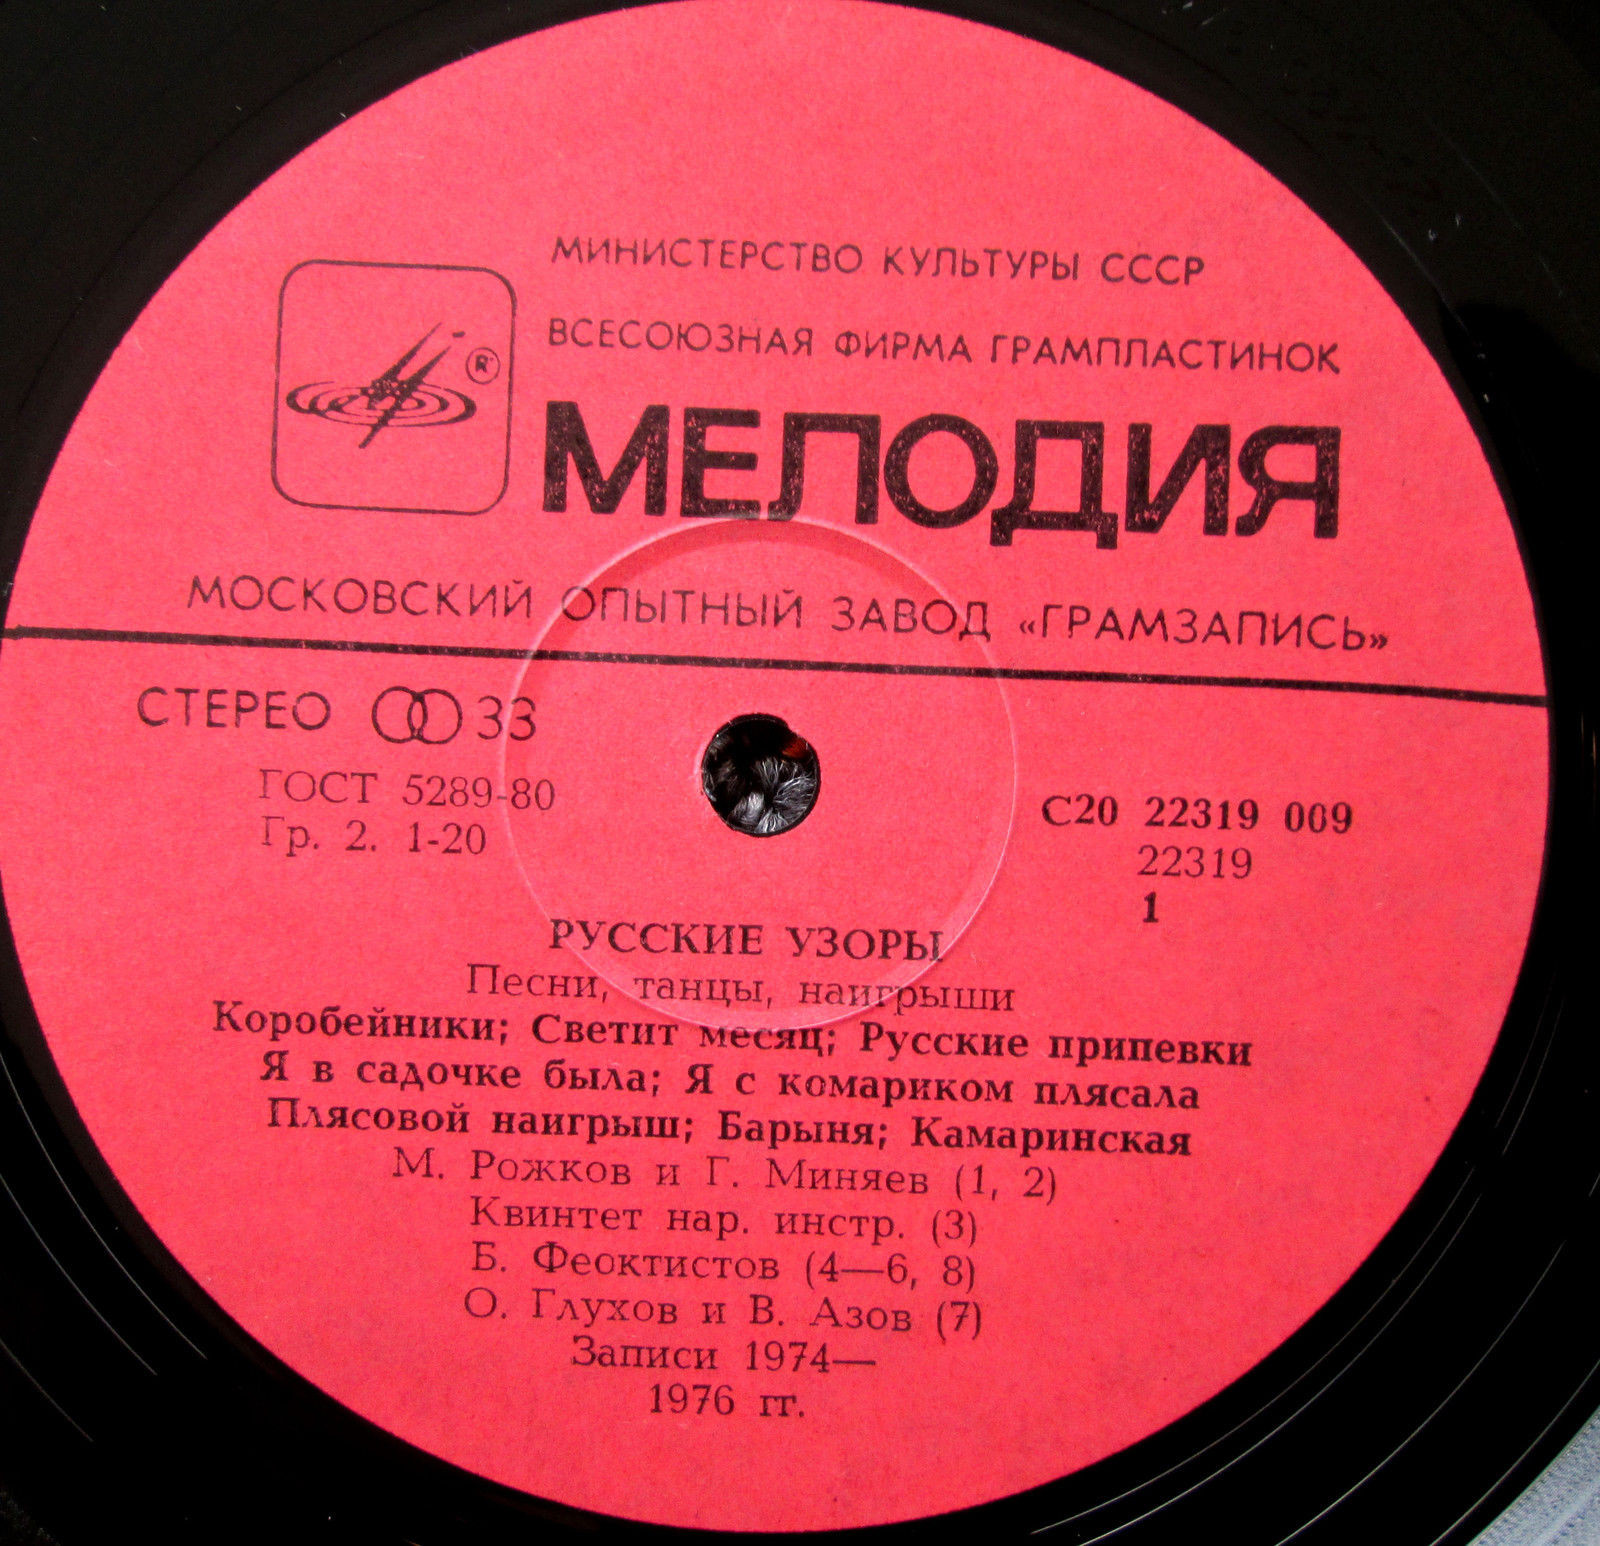 МИНИСТЕРСТВО КУЛЬТУРЫ СССР
ВСЕСОЮЗНАЯ ФИРМА ГРАМПЛАСТИНОК
®
МЕЛОДИЯ
МОСКОВСКИЙ ОПЫТНЫЙ ЗАВОД «ГРАМЗАПИСЬ»
СТЕРЕО 33
ГОСТ 5289-80
Гр. 2. 1-20
С20 22319 009
22319
1
РУССКИЕ УЗОРЫ
Песни, танцы, наигрыши
Коробейники; Светит месяц; Русские припевки
Я в садочке была; Я с комариком плясала
Плясовой наигрыш; Барыня; Камаринская
М. Рожков и Г. Миняев (1, 2)
Квинтет нар. инстр. (3)
Б. Феоктистов (4—6, 8)
О. Глухов и В. Азов (7)
Записи 1974—
1976 гг.